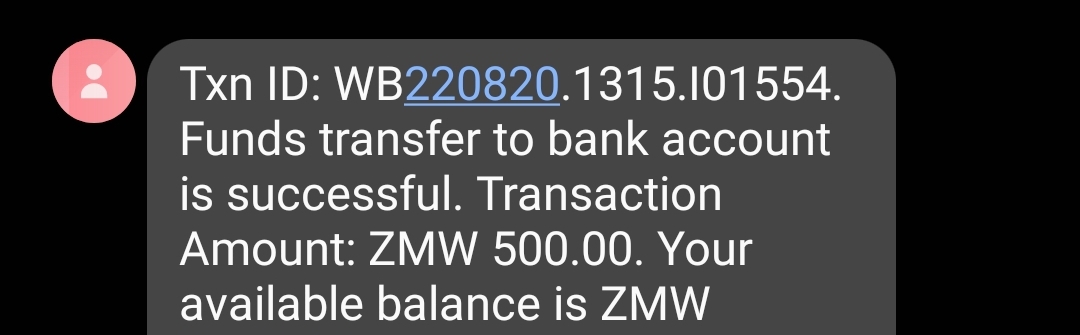 Txn ID: WB220820.1315.I01554.
Funds transfer to bank account
is successful. Transaction
Amount: ZMW 500.00. Your
available balance is ZMW